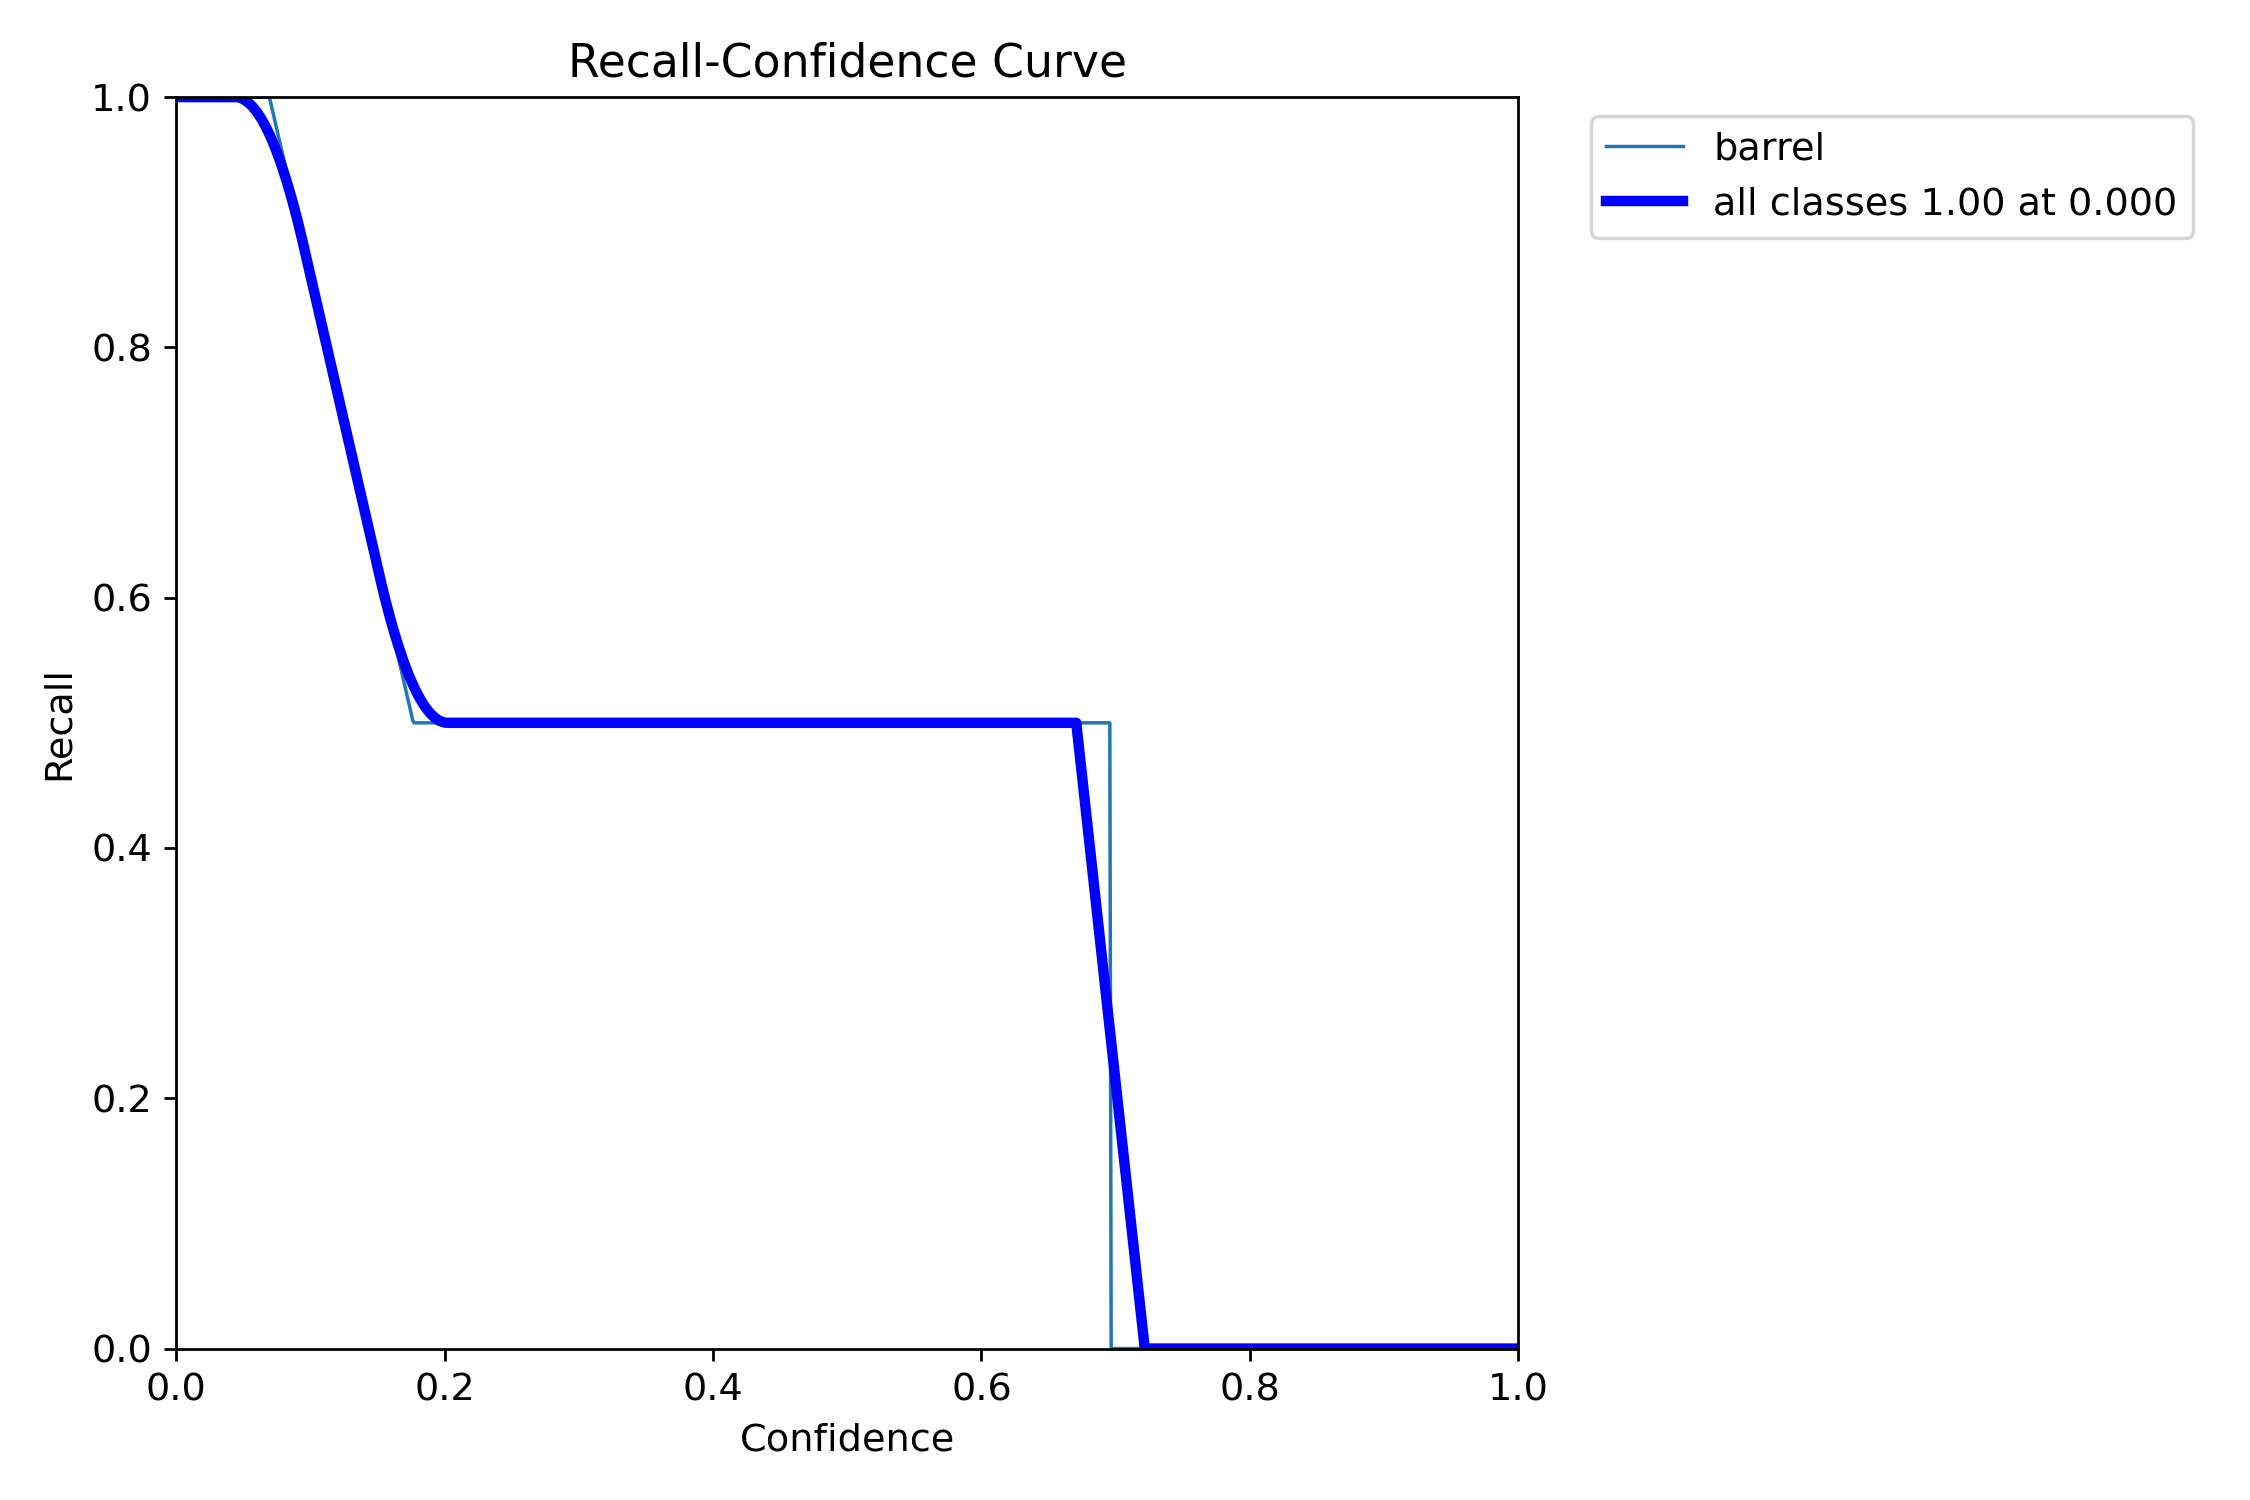 Recall-Confidence Curve
1.0
0.8
0.6
0.4
0.2
0.0
Recall
0.0 0.2 0.4 0.6 0.8 1.0
Confidence
barrel
all classes 1.00 at 0.000